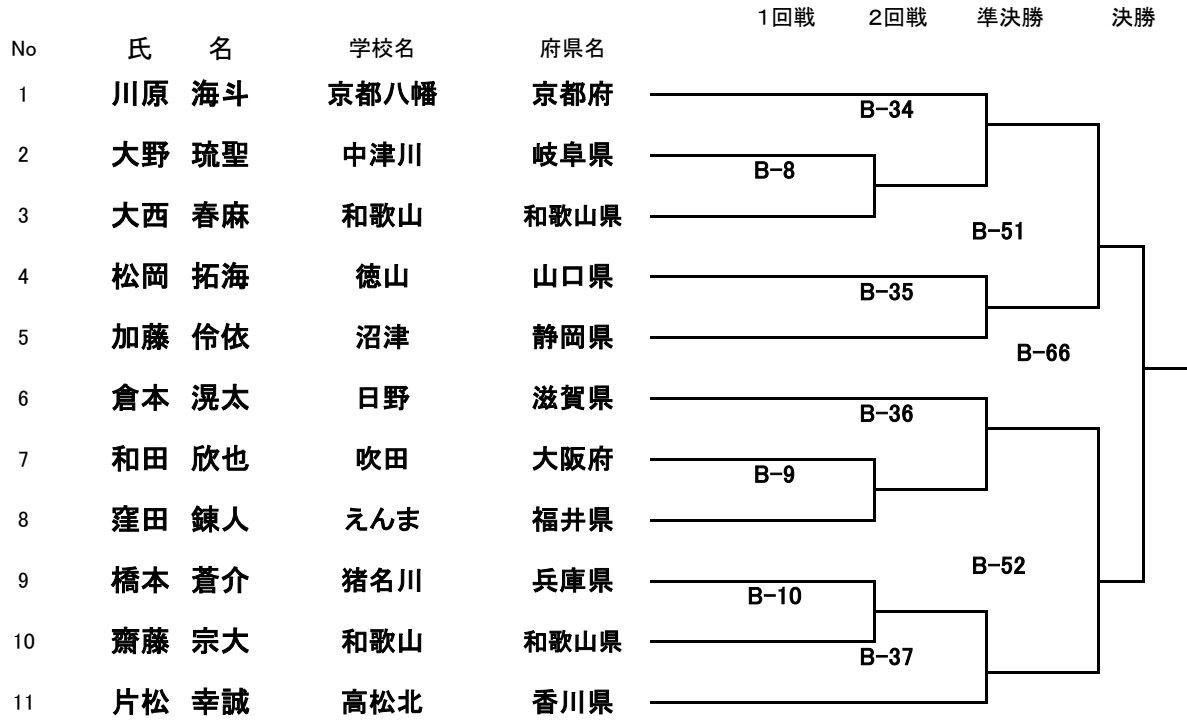 １回戦 ２回戦 準決勝 決勝
No 氏 名 学校名 府県名
1 川原 海斗 京都八幡 京都府
B-34
2 大野 琉聖 中津川 岐阜県
B-8
3 大西 春麻 和歌山 和歌山県
B-51
4 松岡 拓海 徳山 山口県
B-35
5 加藤 伶依 沼津 静岡県
B-66
6 倉本 滉太 日野 滋賀県
B-36
7 和田 欣也 吹田 大阪府
B-9
8 窪田 錬人 えんま 福井県
B-52
9 橋本 蒼介 猪名川 兵庫県
B-10
10 齋藤 宗大 和歌山 和歌山県
B-37
11 片松 幸誠 高松北 香川県